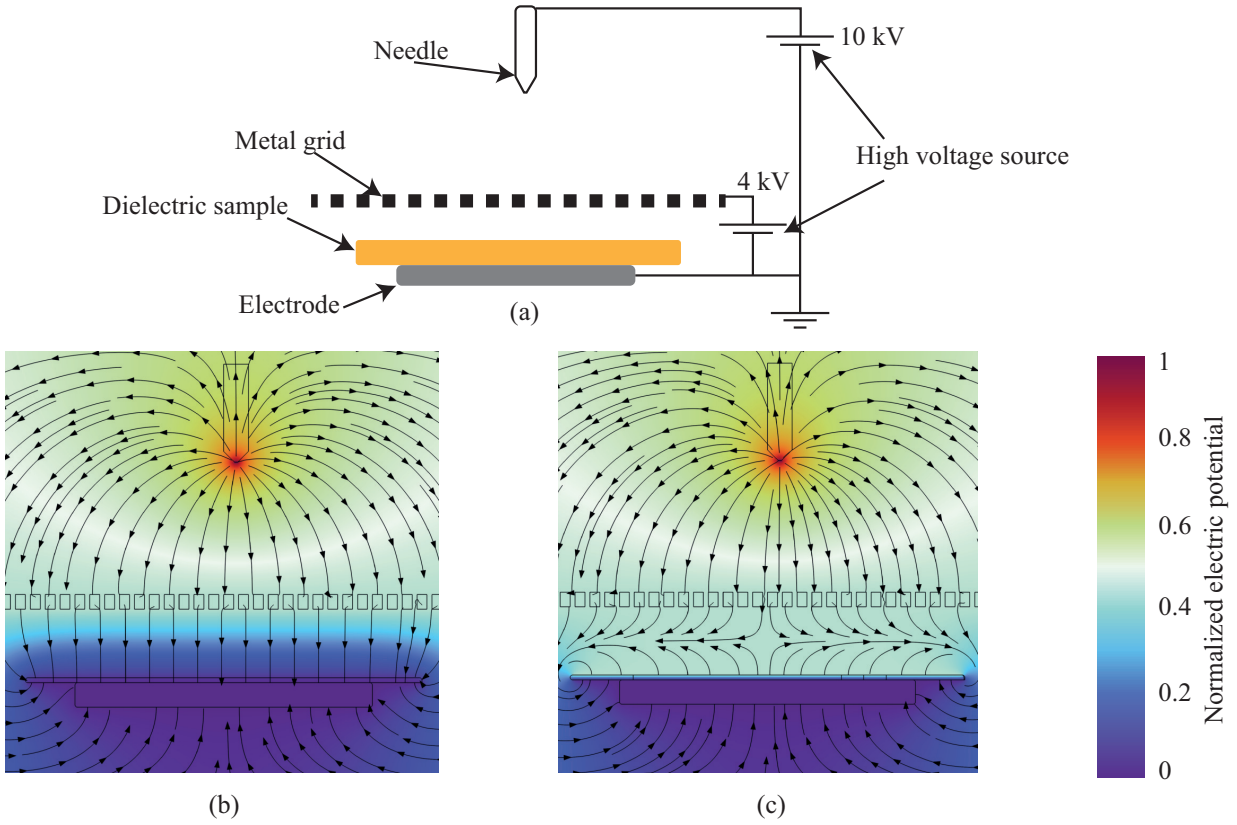 Needle
10 kV
Metal grid
High voltage source
4 kV
Dielectric sample
Electrode
(a)
1
0.8
0.6
0.4
0.2
0
Normalized electric potential
(b)
(c)